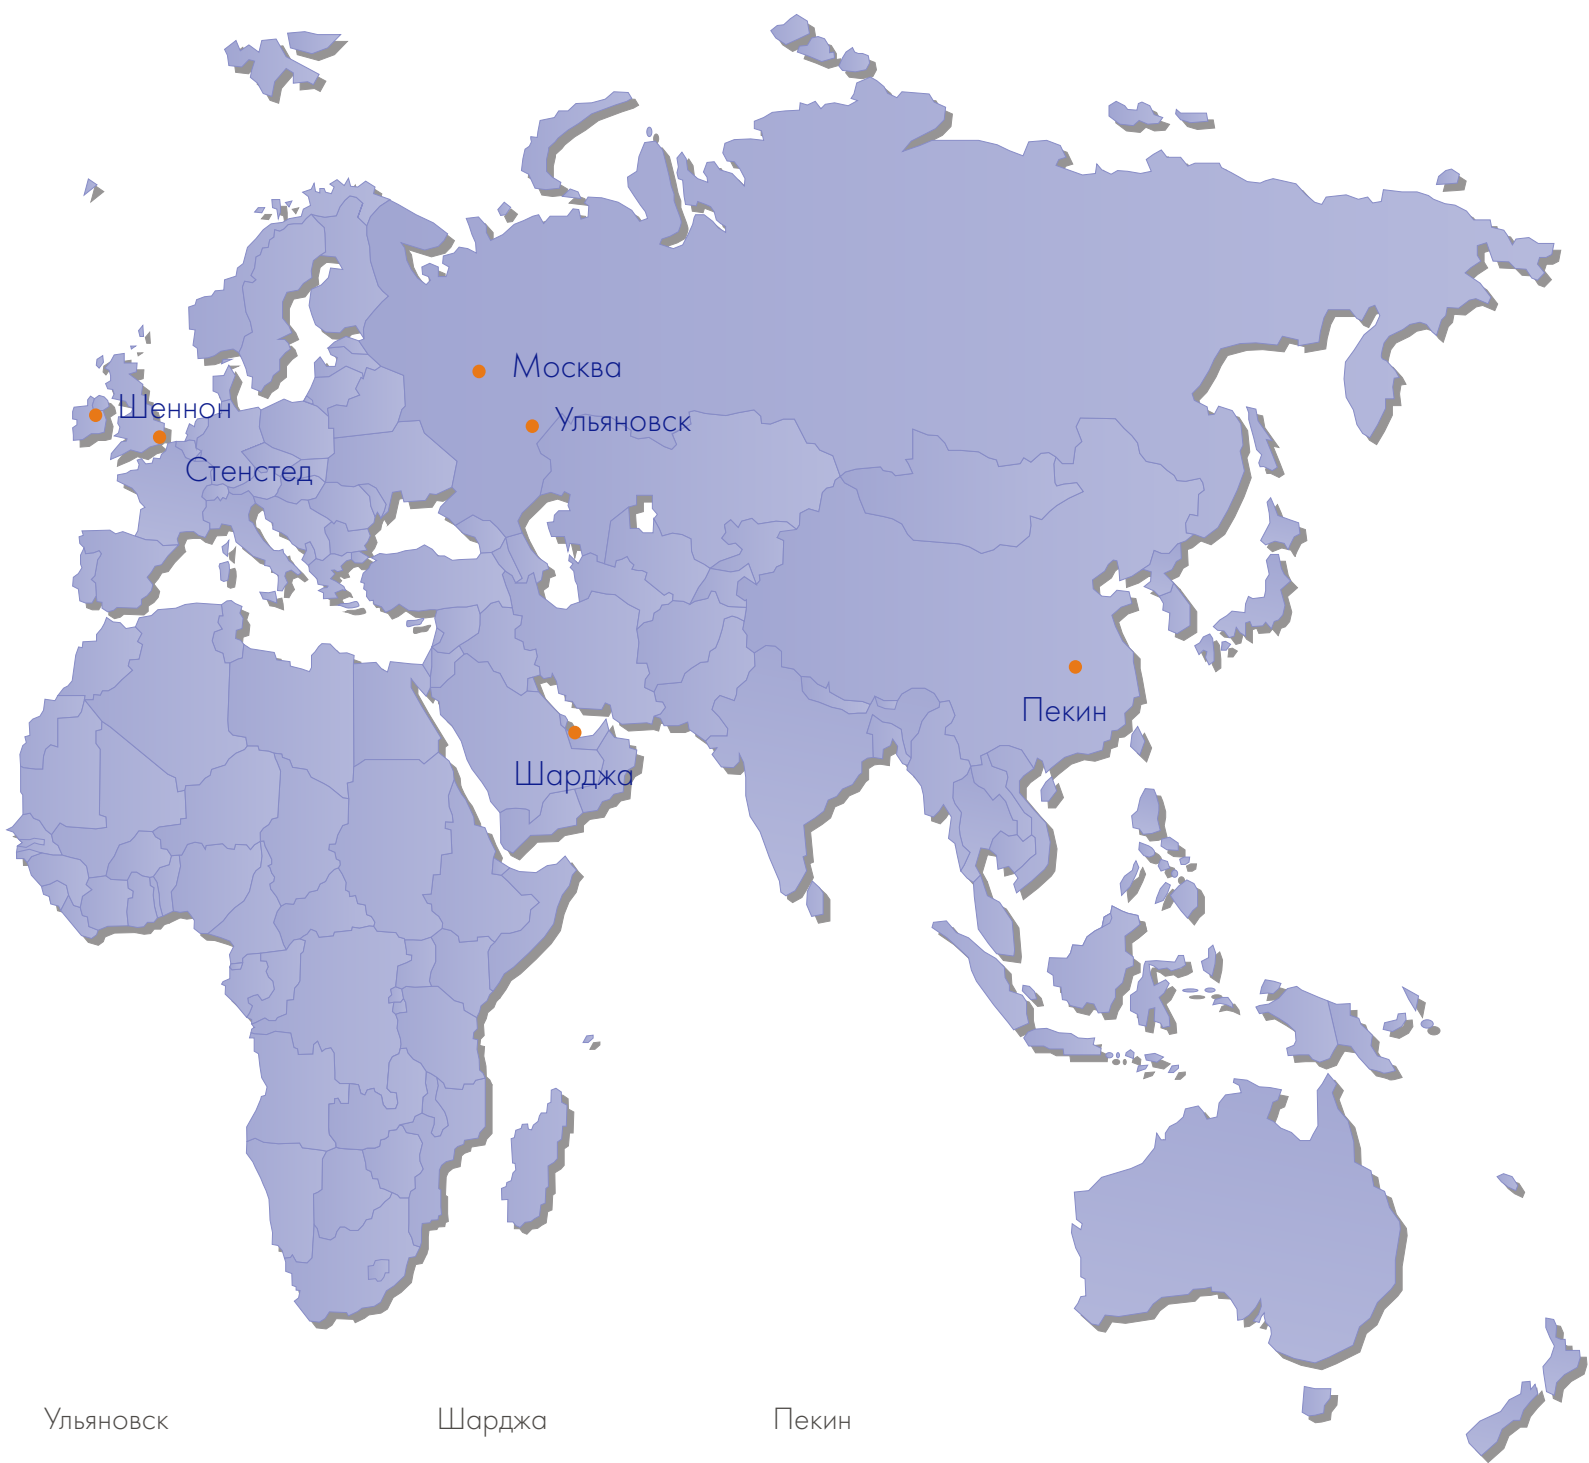 Москва
Шеннон
Ульяновск
Стенстед
Пекин
Шарджа
Ульяновск
Шарджа
Пекин